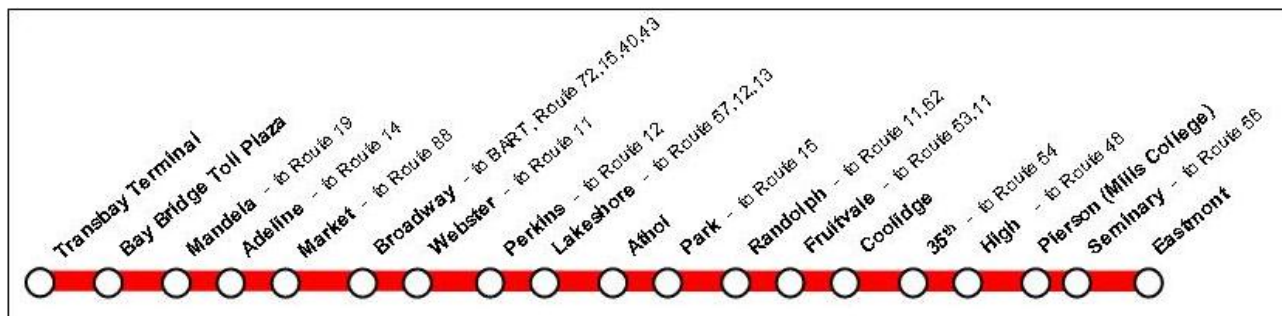 Transbay Terminal
Bay Bridge Toll Plaza
Mandela - to Route 19
Adeline - to Route 14
Market - to Route 88
Broadway - to BART, Route 72,15,40,43
Webster - to Route 11
Perkins - to Route 12
Lakeshore - to Route 57,12,13
Athol
Park - to Route 15
Randolph - to Route 11,62
Fruitvale - to Route 53,11
Coolidge
35th - to Route 54
High - to Route 48
Pierson (Mills College)
Seminary - to Route 56
Eastmont